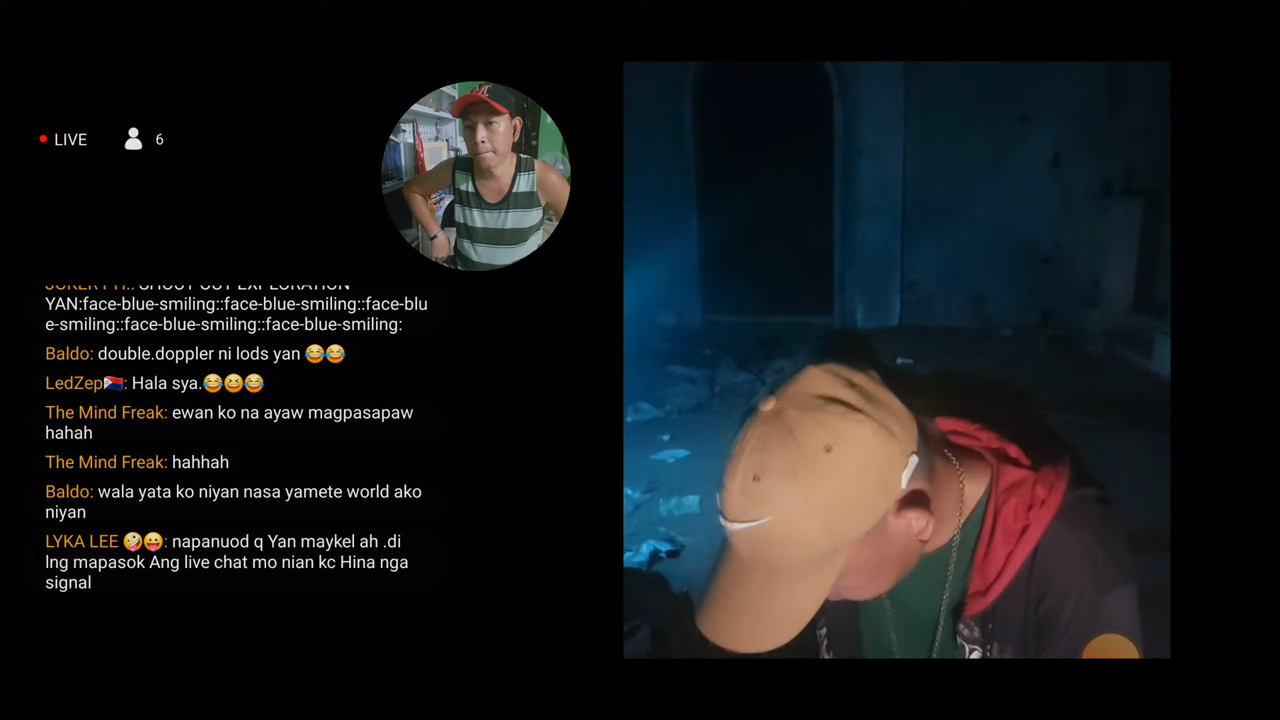 LIVE 6
YAN:face-blue-smiling::face-blue-smiling::face-blu
e-smiling::face-blue-smiling::face-blue-smiling:
Baldo: double.doppler ni lods yan 😂😂
LedZep🇵🇭: Hala sya.😂😆😂
The Mind Freak: ewan ko na ayaw magpasapaw
hahah
The Mind Freak: hahhah
Baldo: wala yata ko niyan nasa yamete world ako
niyan
LYKA LEE 🤪😛: napanuod q Yan maykel ah .di
lng mapasok Ang live chat mo nian kc Hina nga
signal